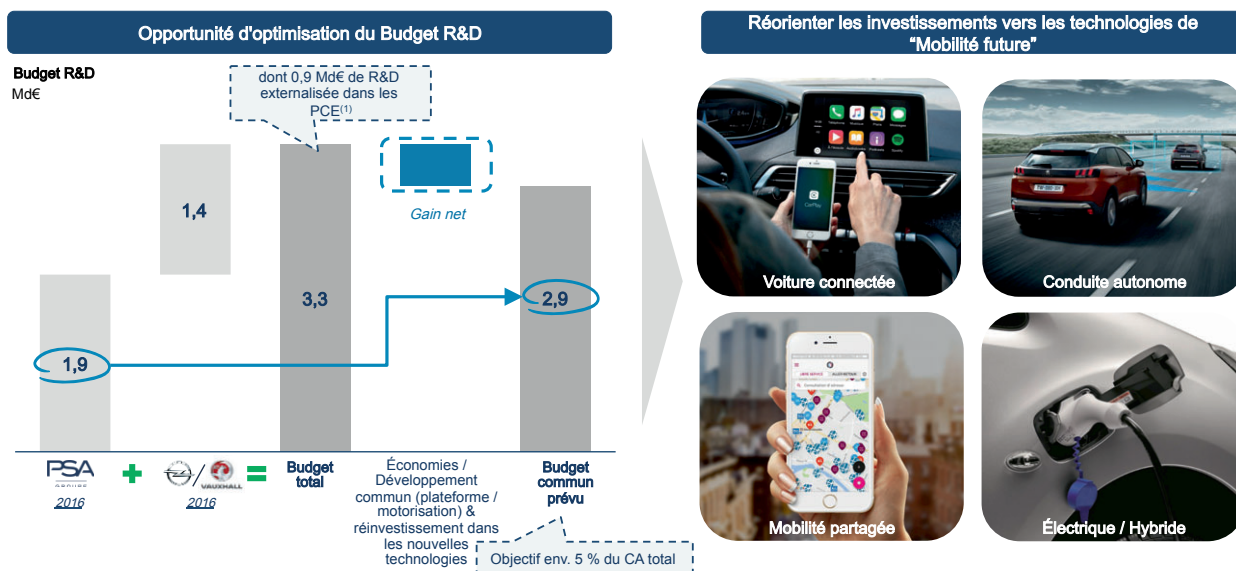 Opportunité d'optimisation du Budget R&D
Budget R&D
Md€
dont 0,9 Md€ de R&D
externalisée dans les
PCE(1)
1,4
Gain net
3,3
2,9
1,9
PSA
GROUPE
2016
VAUXHALL
2016
Budget
total
Économies /
Développement
commun (plateforme /
motorisation) &
réinvestissement dans
les nouvelles
technologies
Budget
commun
prévu
Objectif env. 5 % du CA total
Réorienter les investissements vers les technologies de
“Mobilité future”
CarPlay
Voiture connectée
Conduite autonome
Mobilité partagée
Électrique / Hybride